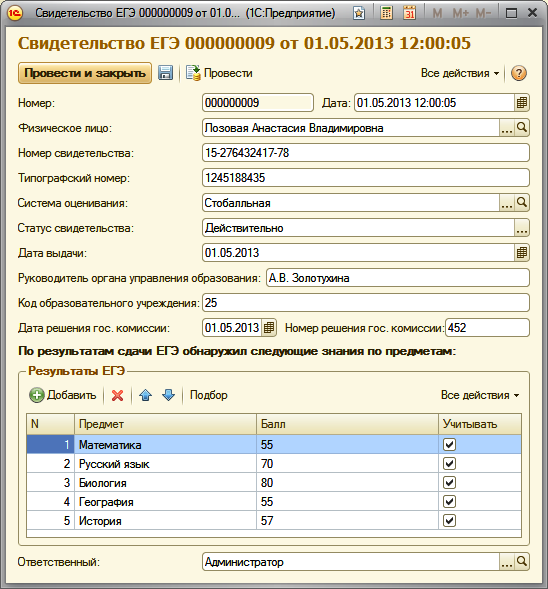 Свидетельство ЕГЭ 000000009 от 01.0... (1С:Предприятие) M M+ M-
Свидетельство ЕГЭ 000000009 от 01.05.2013 12:00:05
Провести и закрыть Провести Все действия
Номер: 000000009 Дата: 01.05.2013 12:00:05
Физическое лицо: Лозовая Анастасия Владимировна ...
Номер свидетельства: 15-276432417-78
Типографский номер: 1245188435
Система оценивания: Стобалльная ...
Статус свидетельства: Действительно ...
Дата выдачи: 01.05.2013
Руководитель органа управления образования: А.В. Золотухина
Код образовательного учреждения: 25
Дата решения гос. комиссии: 01.05.2013 Номер решения гос. комиссии: 452
По результатам сдачи ЕГЭ обнаружил следующие знания по предметам:
Результаты ЕГЭ
Добавить Подбор Все действия
N Предмет Балл Учитывать
1 Математика 55
2 Русский язык 70
3 Биология 80
4 География 55
5 История 57
Ответственный: Администратор ...